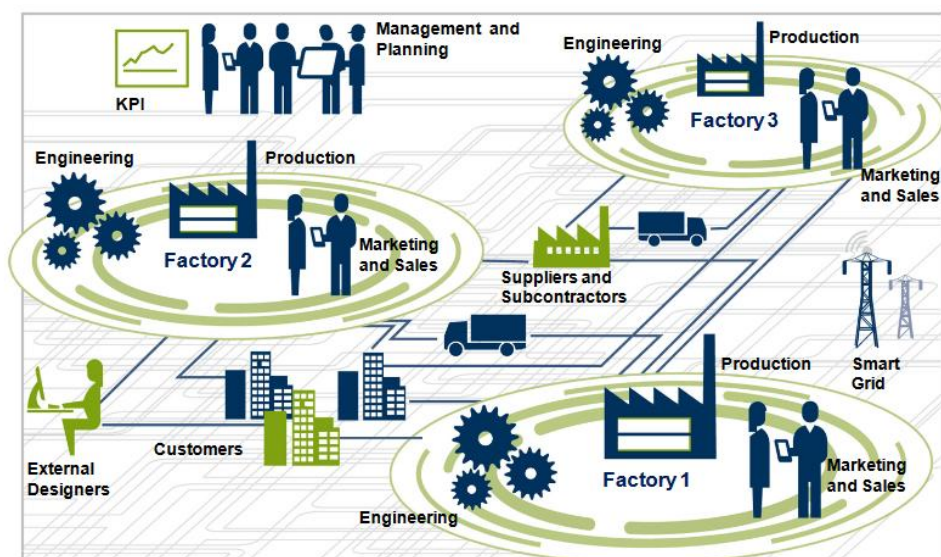 Management and
Planning
KPI
Engineering
Production
Factory 3
Marketing
and Sales
Engineering
Production
Factory 2
Marketing
and Sales
Suppliers and
Subcontractors
Smart
Grid
Production
External
Designers
Customers
Factory 1
Marketing
and Sales
Engineering